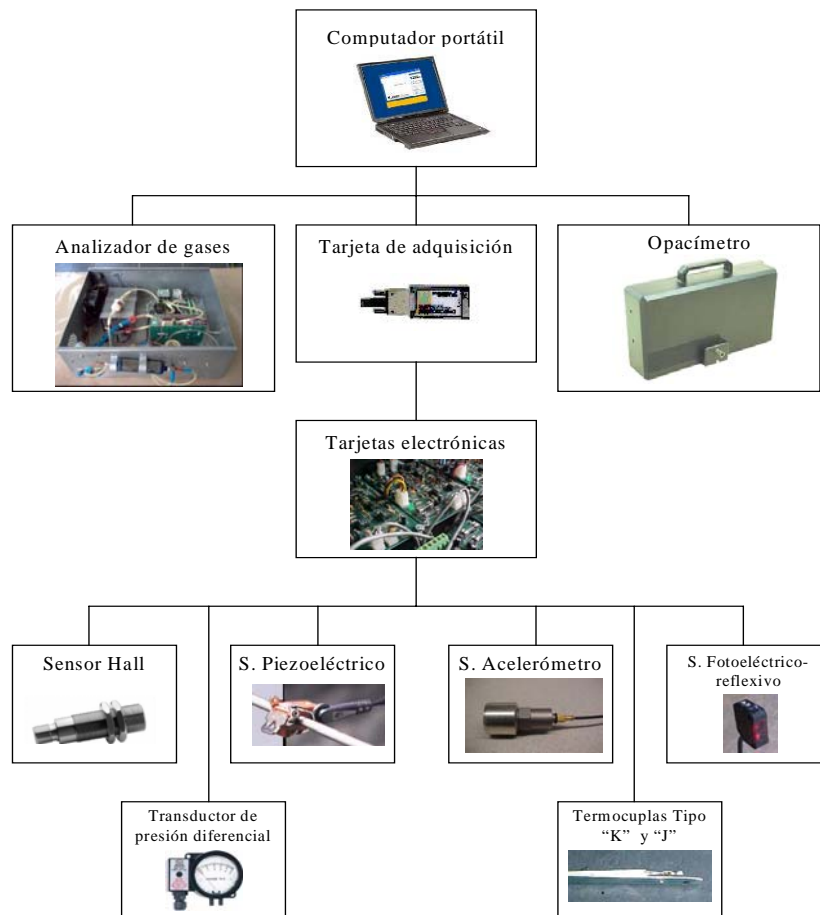 Computador portátil
Analizador de gases
Tarjeta de adquisición
Opacímetro
Tarjetas electrónicas
Sensor Hall
S. Piezoeléctrico
S. Acelerómetro
S. Fotoeléctrico-
reflexivo
Transductor de
presión diferencial
Termocuplas Tipo
“K” y “J”